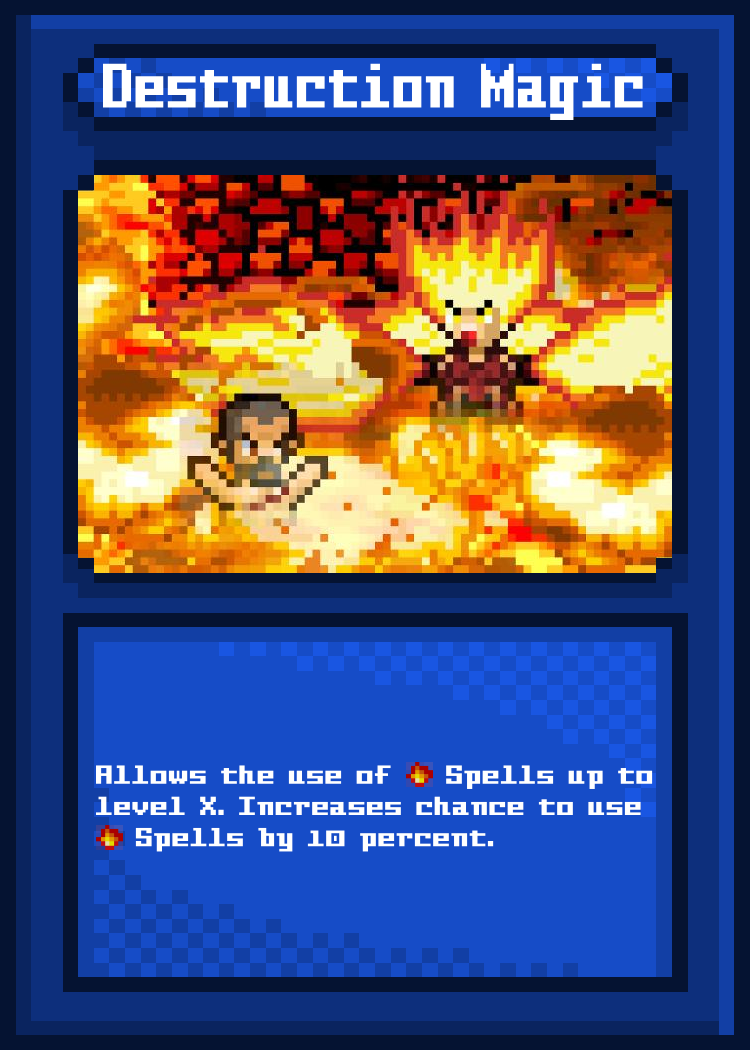 Destruction Magic
Allows the use of Spells up to
level X. Increases chance to use
Spells by 10 percent.